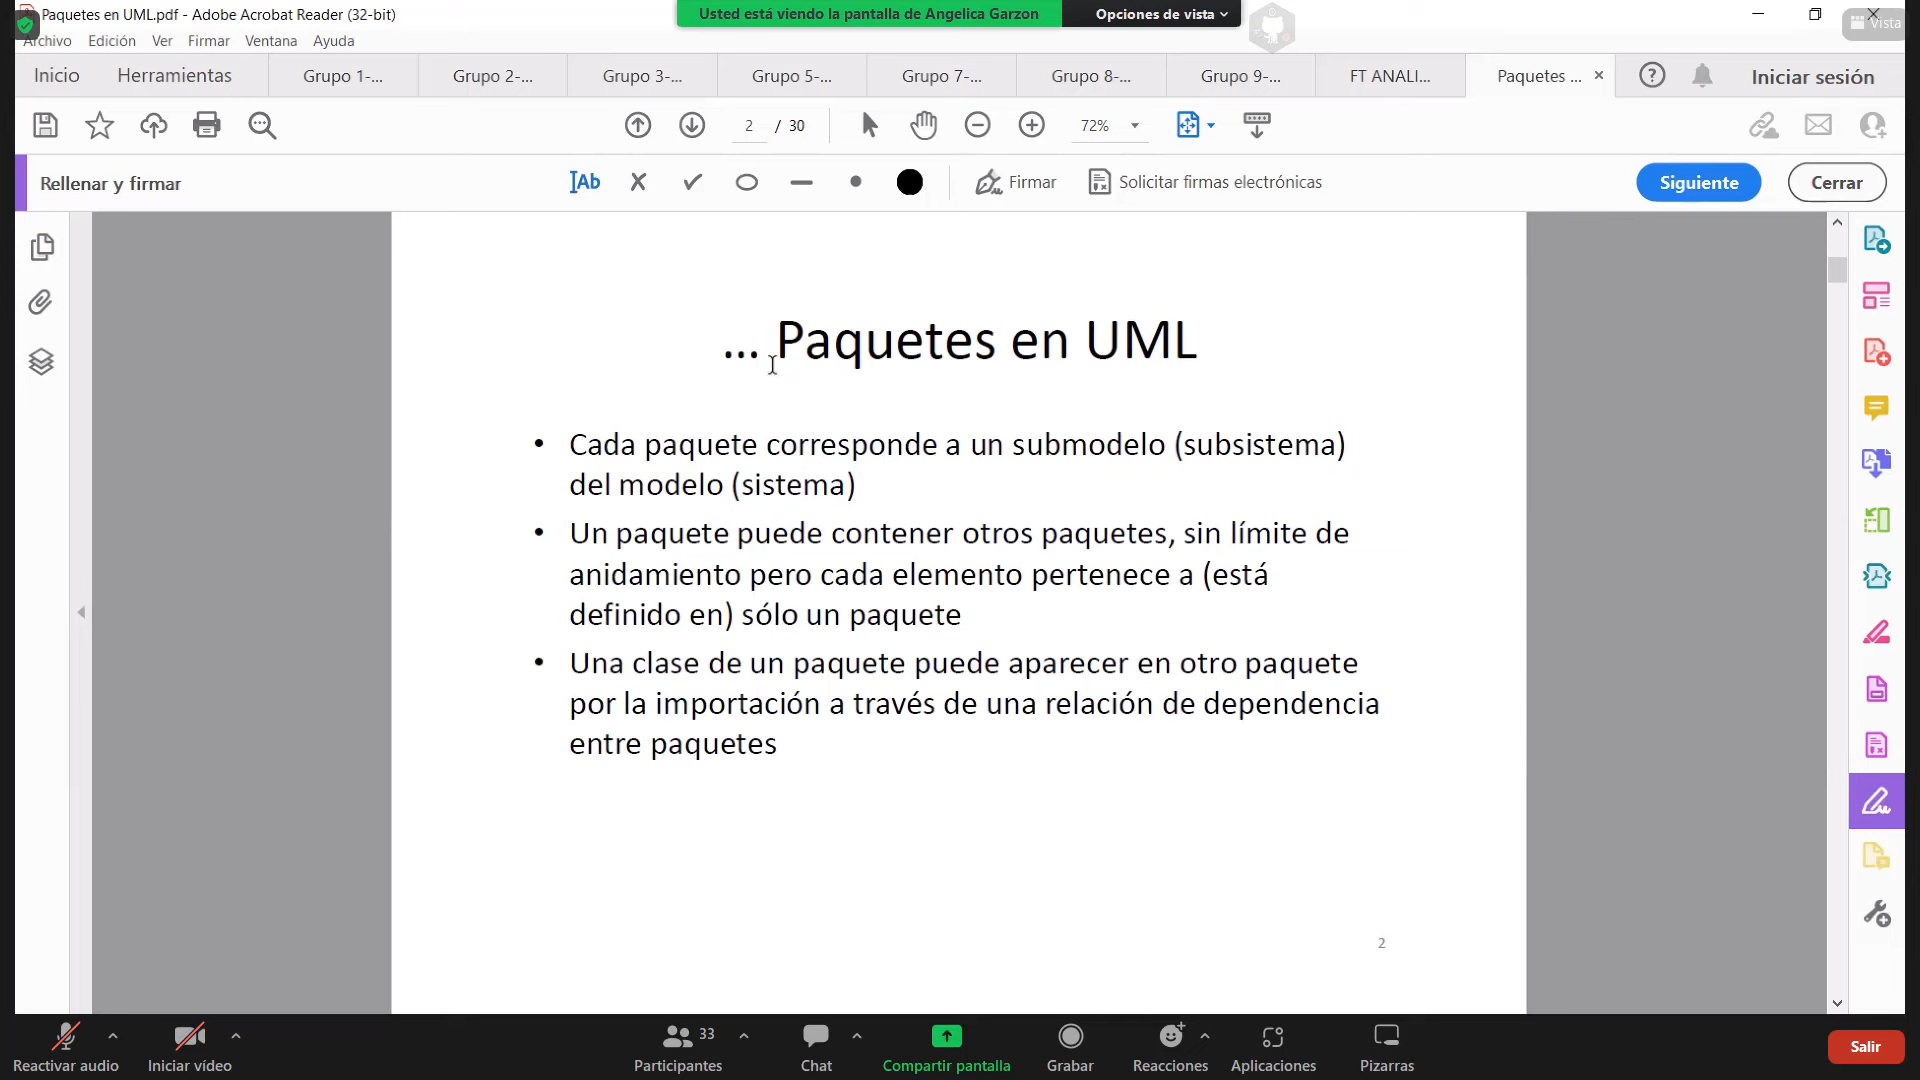 Paquetes en UML.pdf - Adobe Acrobat Reader (32-bit)
Usted está viendo la pantalla de Angelica Garzon
Opciones de vista
Vista
Archivo Edición Ver Firmar Ventana Ayuda
Inicio Herramientas Grupo 1-... Grupo 2-... Grupo 3-... Grupo 5-... Grupo 7-... Grupo 8-... Grupo 9-... FT ANALI... Paquetes ... × Iniciar sesión
2 / 30 72%
Rellenar y firmar
Ab Firmar Solicitar firmas electrónicas Siguiente Cerrar
... Paquetes en UML
• Cada paquete corresponde a un submodelo (subsistema)
del modelo (sistema)
• Un paquete puede contener otros paquetes, sin límite de
anidamiento pero cada elemento pertenece a (está
definido en) sólo un paquete
• Una clase de un paquete puede aparecer en otro paquete
por la importación a través de una relación de dependencia
entre paquetes
2
33
Reactivar audio Iniciar vídeo Participantes Chat Compartir pantalla Grabar Reacciones Aplicaciones Pizarras Salir